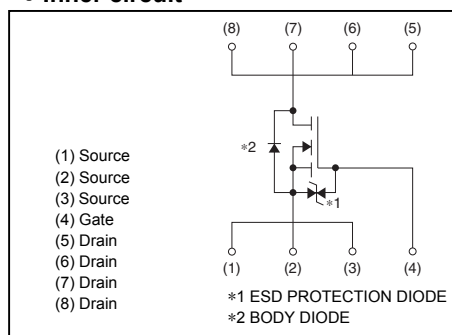 • Inner circuit
(8) (7) (6) (5)
∗2
∗1
(1) Source
(2) Source
(3) Source
(4) Gate
(5) Drain
(6) Drain
(7) Drain
(8) Drain
(1) (2) (3) (4)
∗1 ESD PROTECTION DIODE
∗2 BODY DIODE